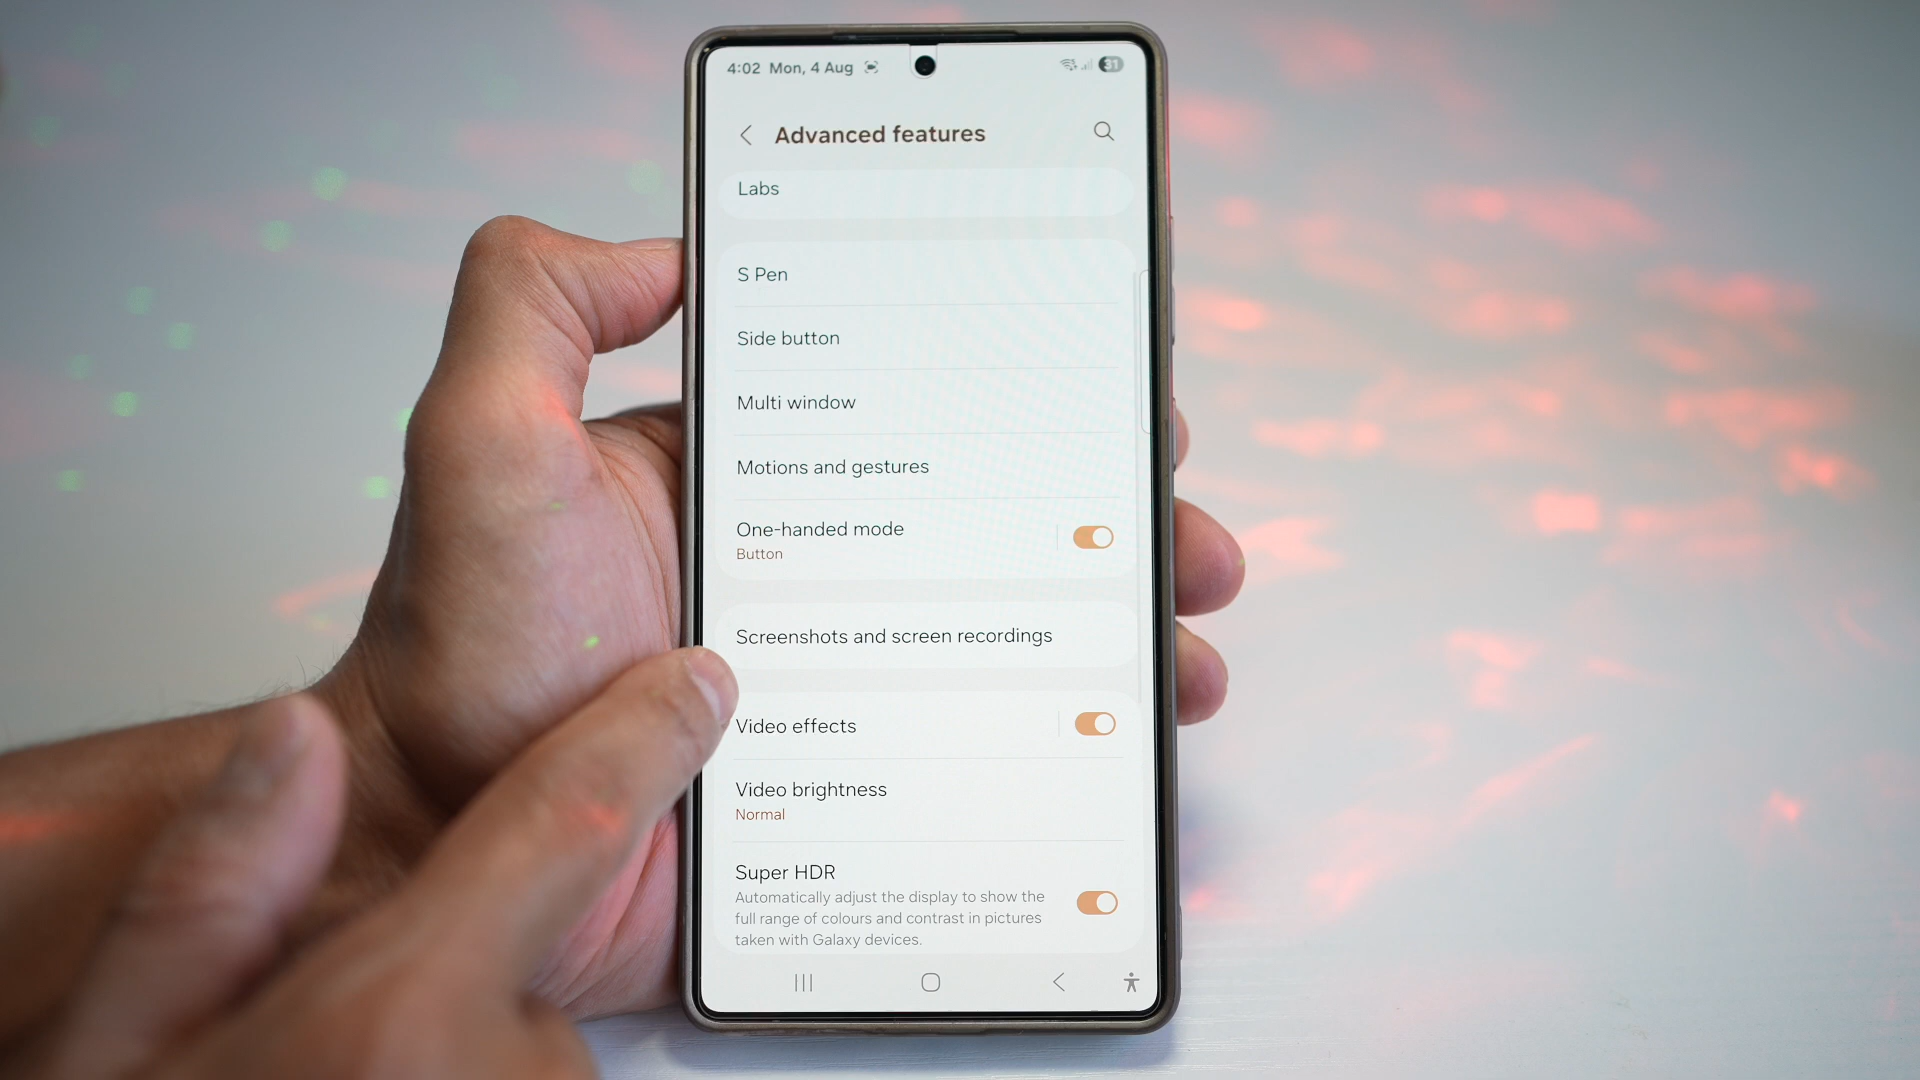 4:02 Mon, 4 Aug 31
Advanced features
Labs
S Pen
Side button
Multi window
Motions and gestures
One-handed mode
Button
Screenshots and screen recordings
Video effects
Video brightness
Normal
Super HDR
Automatically adjust the display to show the
full range of colours and contrast in pictures
taken with Galaxy devices.